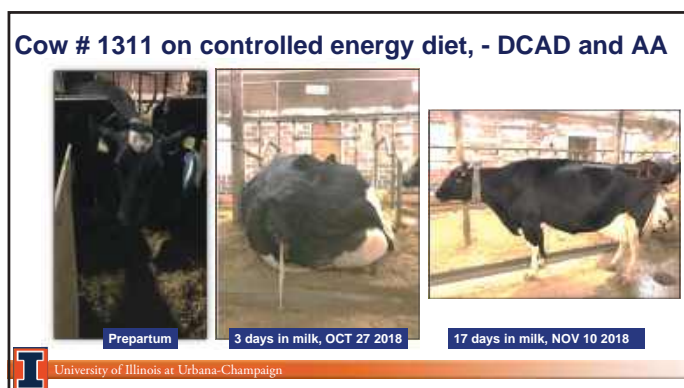 Cow # 1311 on controlled energy diet, - DCAD and AA
Prepartum
3 days in milk, OCT 27 2018
17 days in milk, NOV 10 2018
I
University of Illinois at Urbana-Champaign